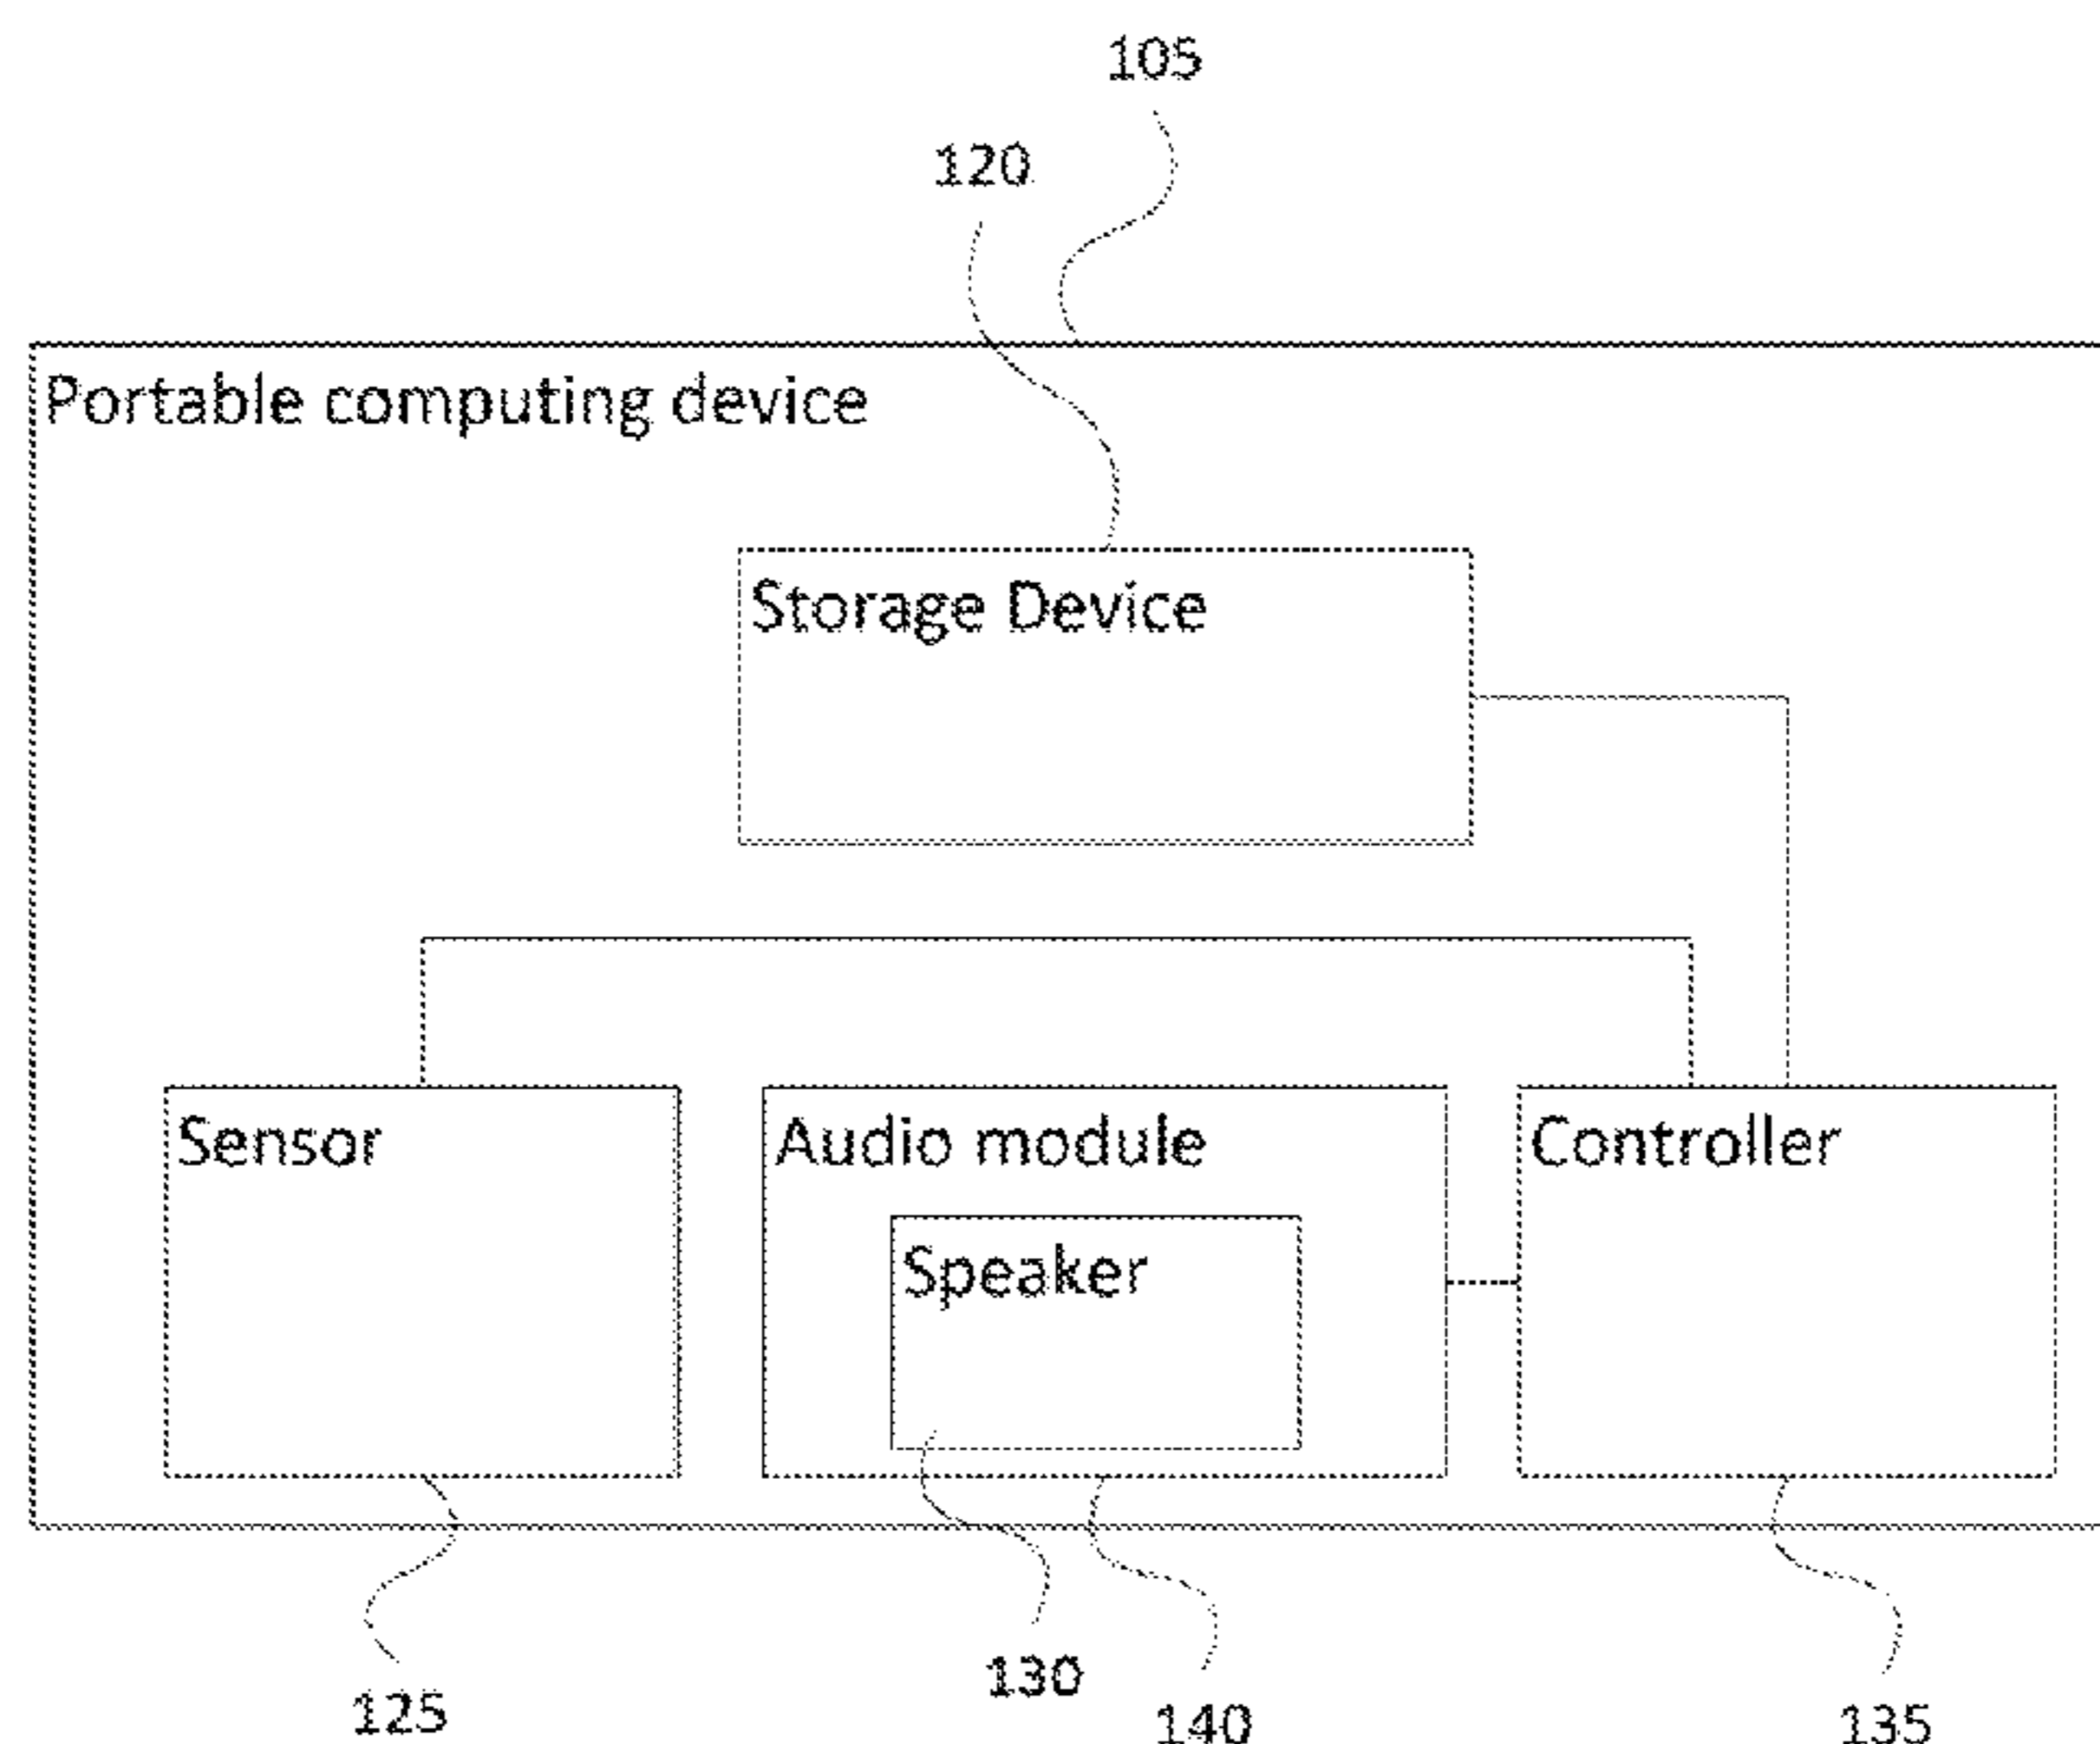 105
120
Portable computing device
Storage Device
Sensor
Audio module
Controller
Speaker
130
125
140
135